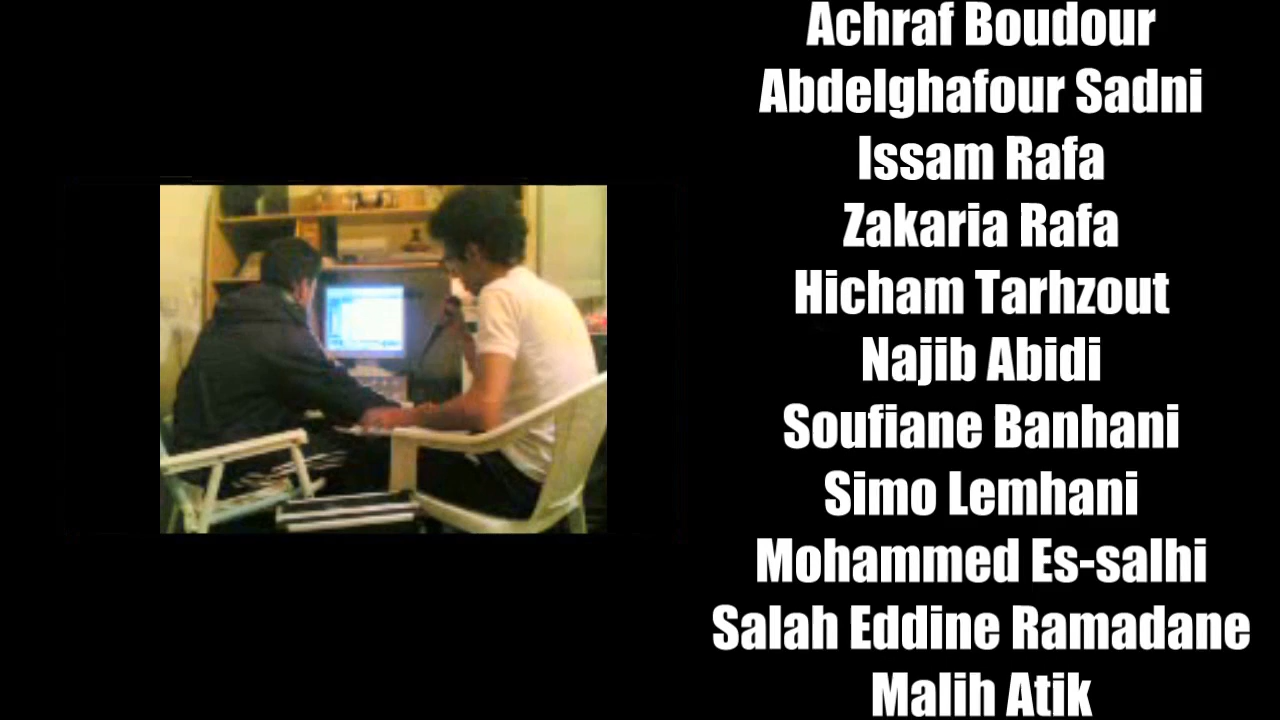 Achraf Boudour
Abdelghafour Sadni
Issam Rafa
Zakaria Rafa
Hicham Tarhzout
Najib Abidi
Soufiane Banhani
Simo Lemhani
Mohammed Es-salhi
Salah Eddine Ramadane
Malih Atik